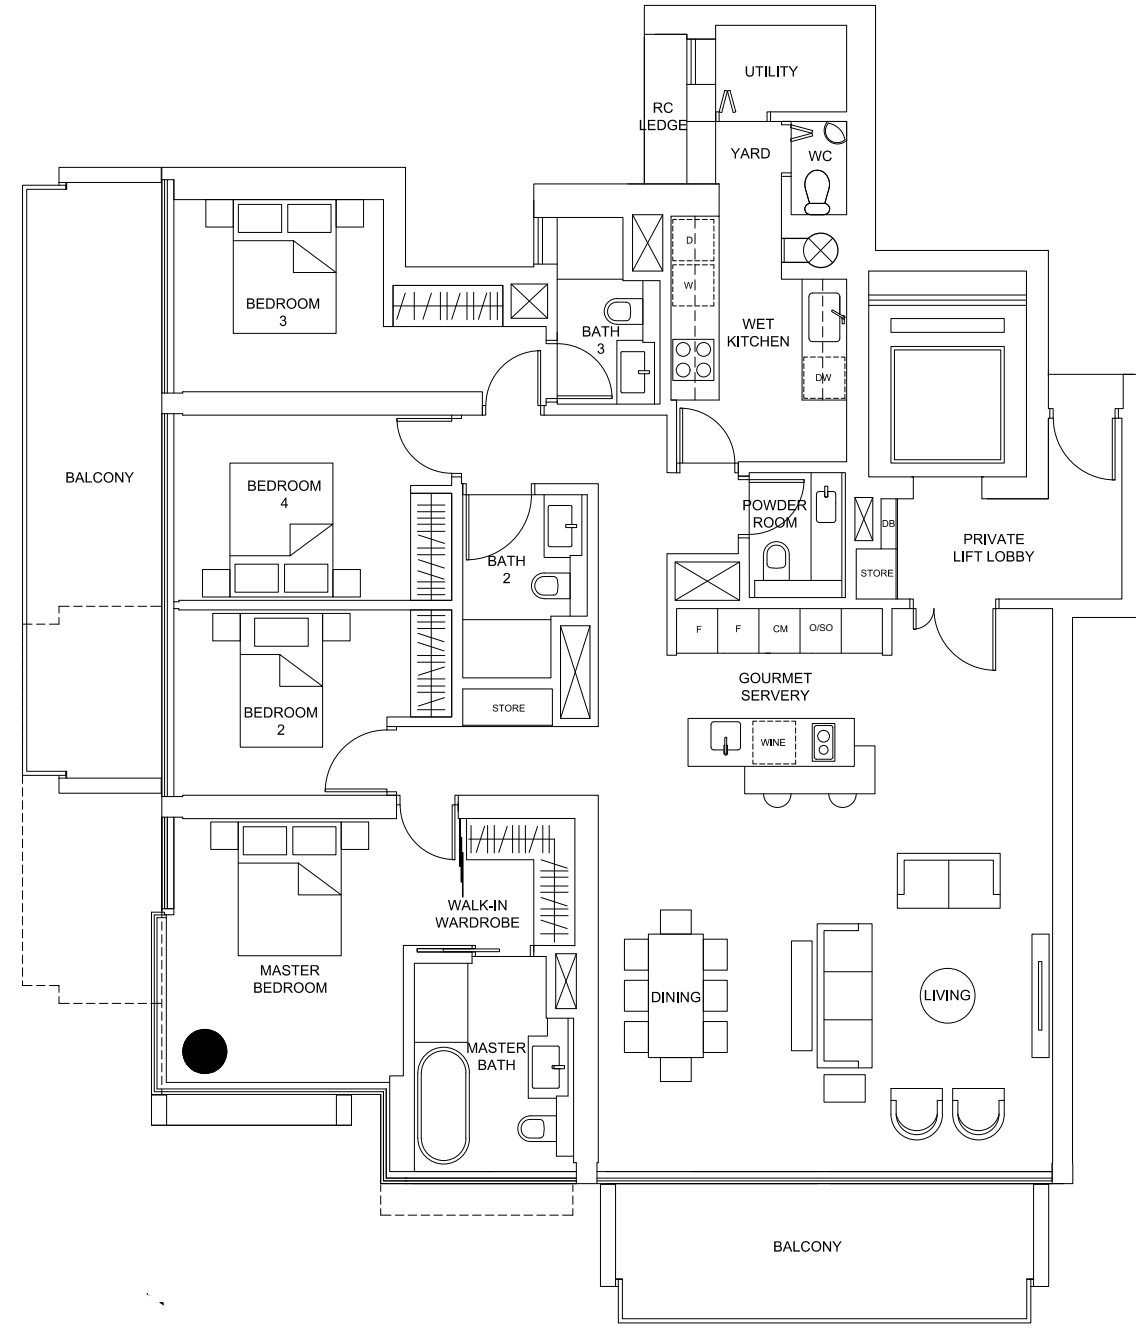 UTILITY
RC
LEDGE
YARD
WC
D
W
BEDROOM
3
BATH
3
WET
KITCHEN
DW
BALCONY
BEDROOM
4
BATH
2
POWDER
ROOM
DB
STORE
PRIVATE
LIFT LOBBY
F
F
CM
O/SO
GOURMET
SERVERY
BEDROOM
2
STORE
WINE
WALK-IN
WARDROBE
MASTER
BEDROOM
DINING
LIVING
MASTER
BATH
BALCONY